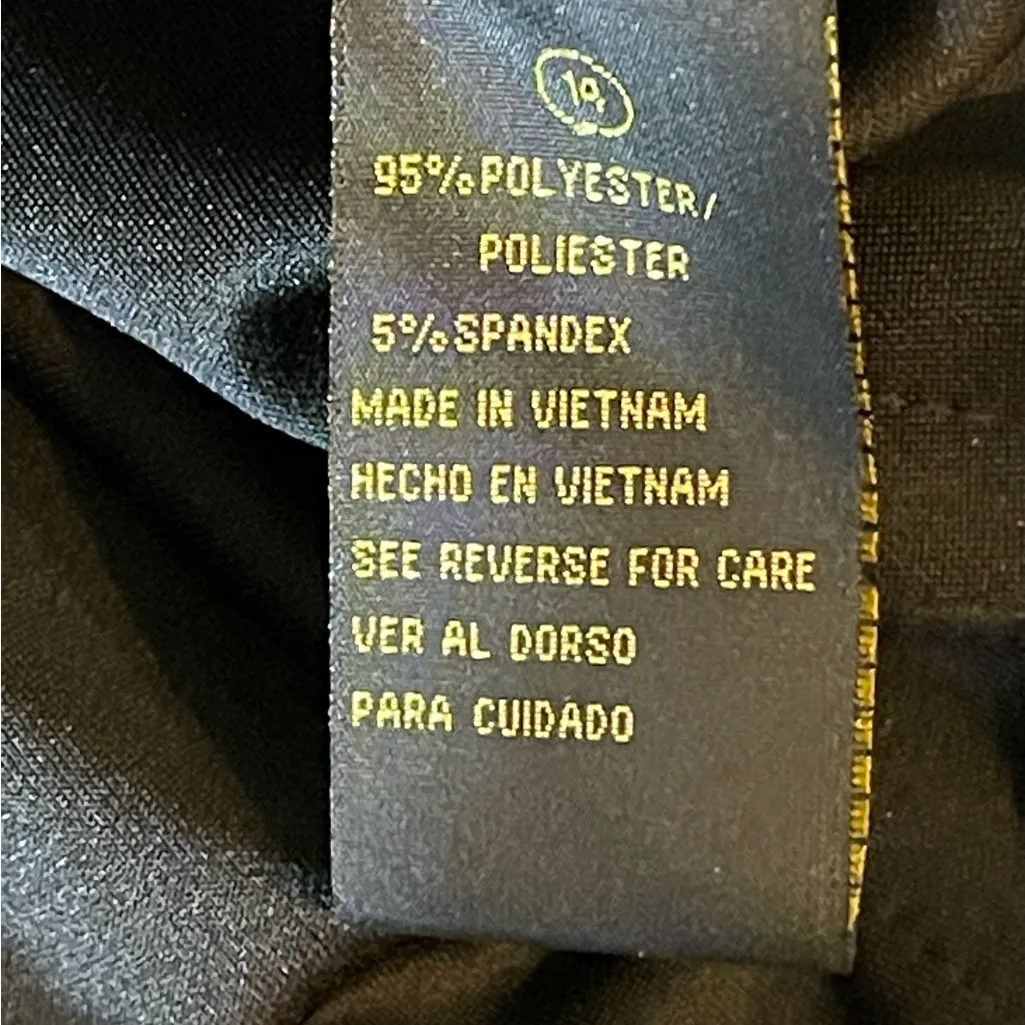 14
95%POLYESTER/
POLIESTER
5%SPANDEX
MADE IN VIETNAM
HECHO EN VIETNAM
SEE REVERSE FOR CARE
VER AL DORSO
PARA CUIDADO